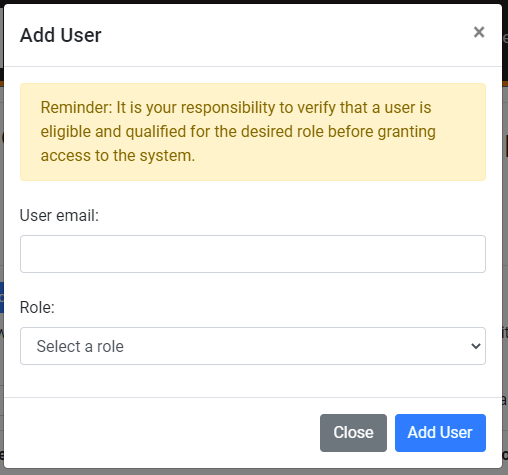 Add User
×
Reminder: It is your responsibility to verify that a user is
eligible and qualified for the desired role before granting
access to the system.
User email:
Role:
Select a role
Close
Add User